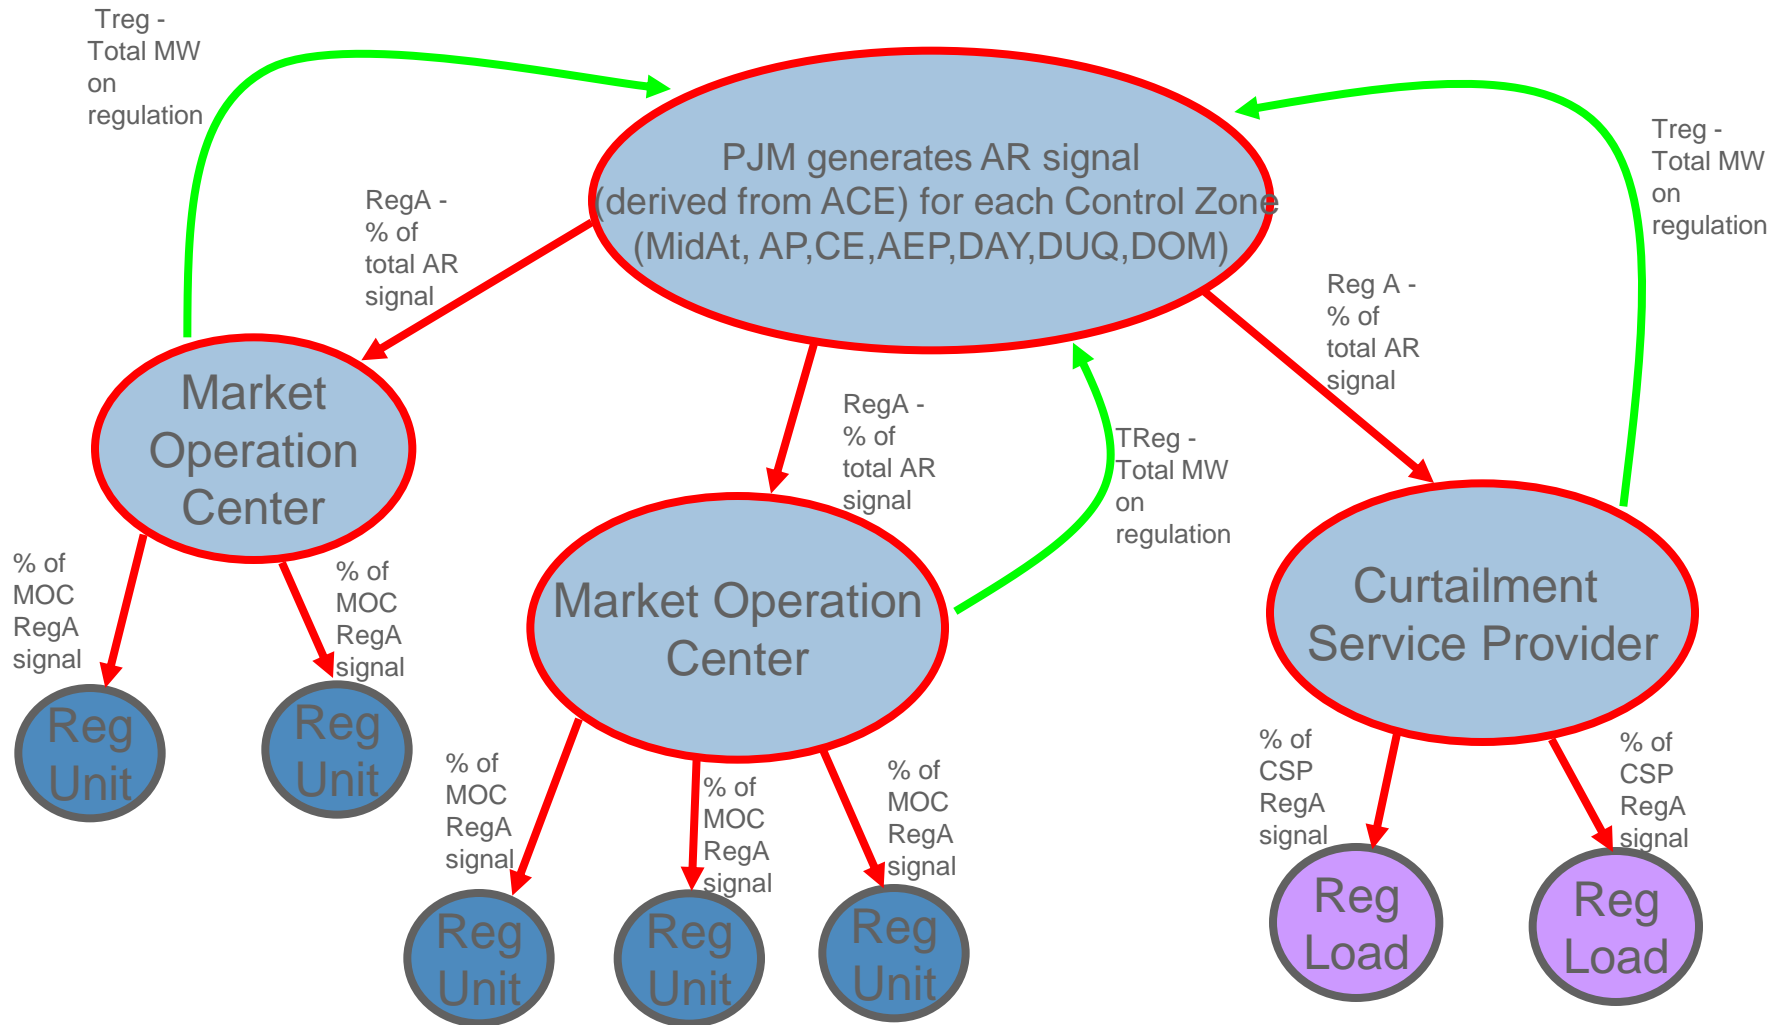 Treg -
Total MW
on
regulation
PJM generates AR signal
(derived from ACE) for each Control Zone
(MidAt, AP,CE,AEP,DAY,DUQ,DOM)
Treg -
Total MW
on
regulation
RegA -
% of
total AR
signal
Reg A -
% of
total AR
signal
RegA -
% of
total AR
signal
TReg -
Total MW
on
regulation
Market
Operation
Center
Market Operation
Center
Curtailment
Service Provider
% of
MOC
RegA
signal
% of
MOC
RegA
signal
Reg
Unit
Reg
Unit
% of
MOC
RegA
signal
% of
MOC
RegA
signal
% of
MOC
RegA
signal
% of
CSP
RegA
signal
% of
CSP
RegA
signal
Reg
Unit
Reg
Unit
Reg
Unit
Reg
Load
Reg
Load